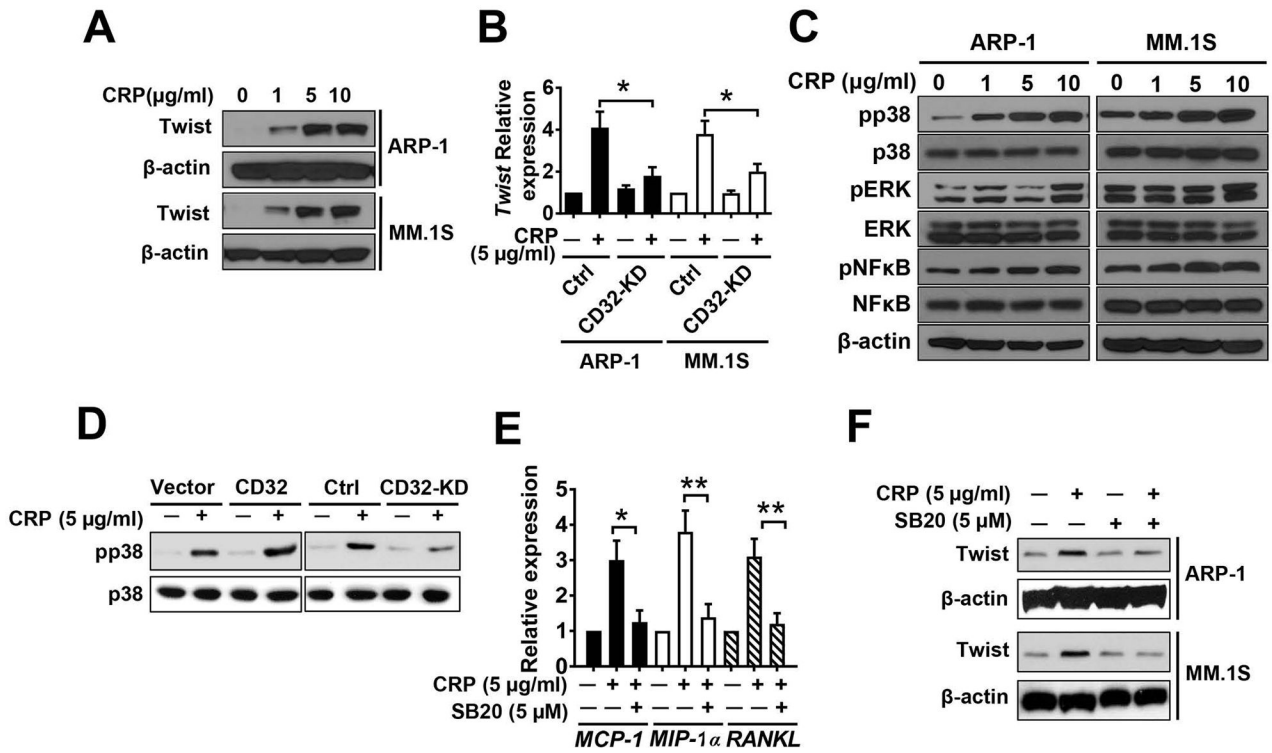 A
CRP(µg/ml) 0 1 5 10
Twist
β-actin
ARP-1
Twist
β-actin
MM.1S
B
Twist Relative
expression
6
4
2
0
* *
CRP
(5 µg/ml) — + — + — + — +
Ctrl CD32-KD Ctrl CD32-KD
ARP-1 MM.1S
C
ARP-1 MM.1S
CRP (µg/ml) 0 1 5 10 0 1 5 10
pp38
p38
pERK
ERK
pNFκB
NFκB
β-actin
D
Vector CD32 Ctrl CD32-KD
CRP (5 µg/ml) — + — + — + — +
pp38
p38
E
Relative expression
5
4
3
2
1
0
* ** **
CRP (5 µg/ml) — + + — + + — + +
SB20 (5 µM) + + +
MCP-1 MIP-1α RANKL
F
CRP (5 µg/ml) — + — +
SB20 (5 µM) — — + +
Twist
β-actin
ARP-1
Twist
β-actin
MM.1S